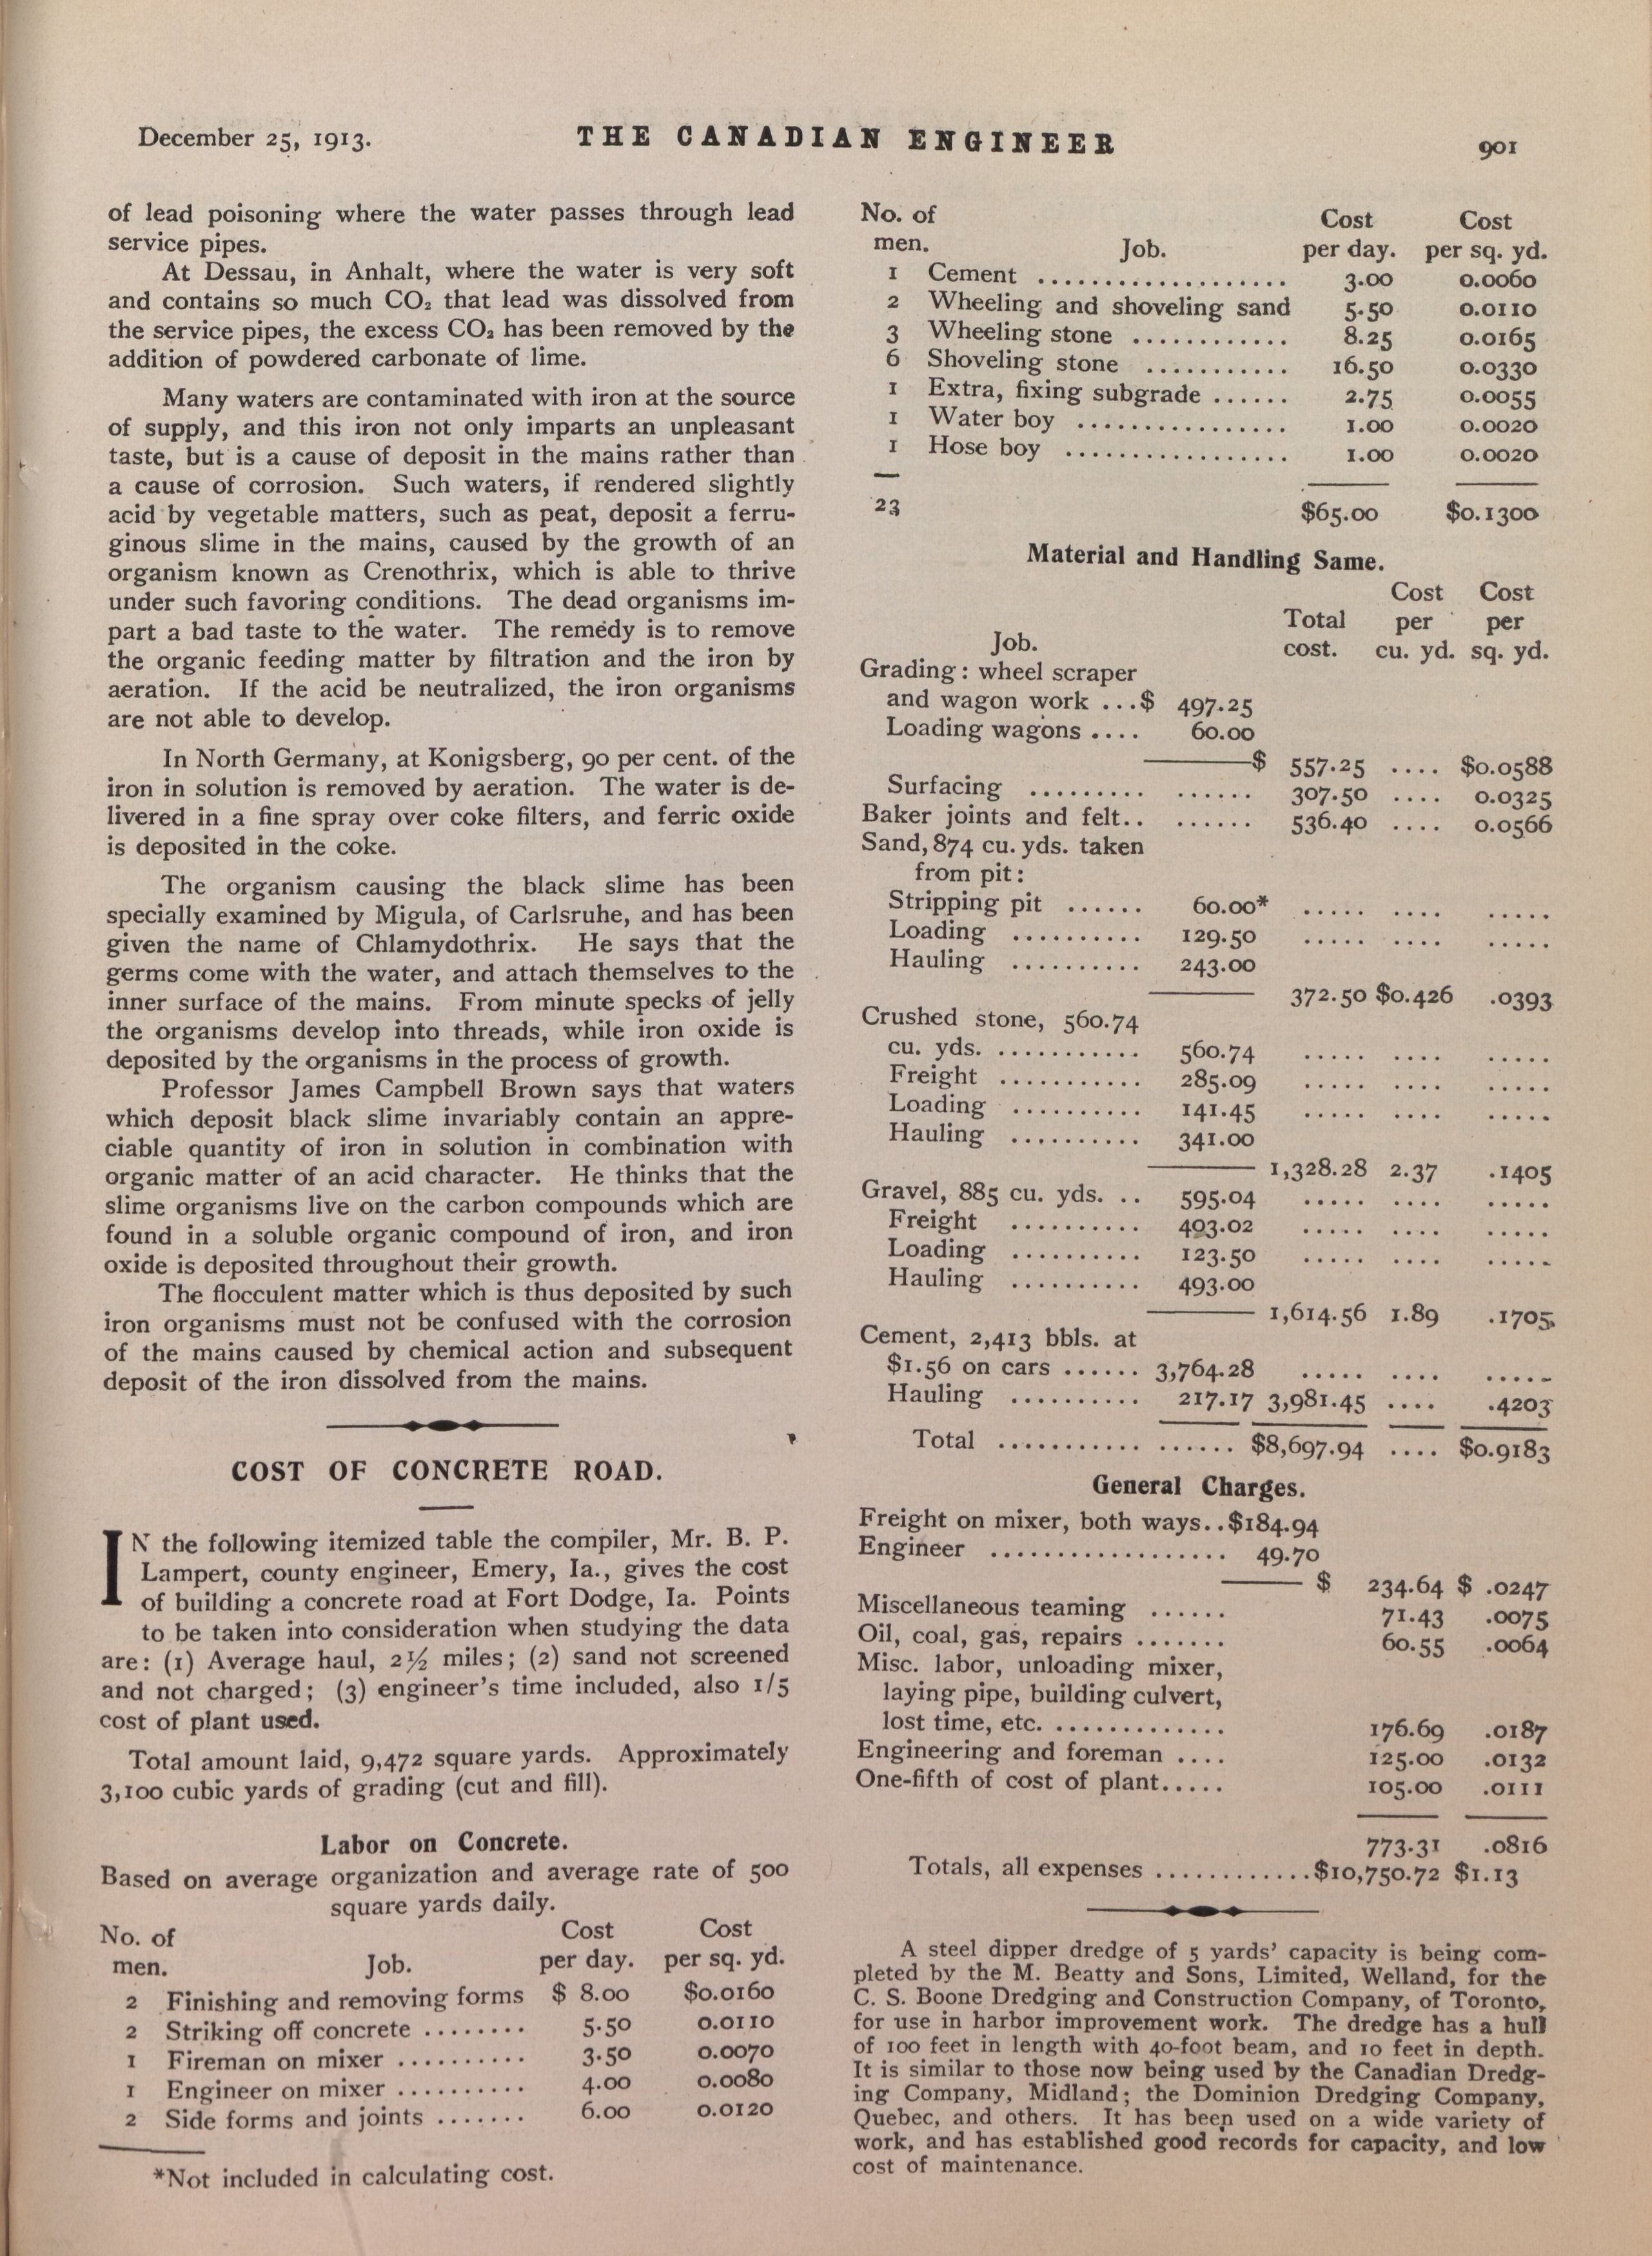 December 25, 1913.
THE CANADIAN ENGINEER
901
of lead poisoning where the water passes through lead
service pipes.
At Dessau, in Anhalt, where the water is very soft
and contains so much CO₂ that lead was dissolved from
the service pipes, the excess CO₂ has been removed by the
addition of powdered carbonate of lime.
Many waters are contaminated with iron at the source
of supply, and this iron not only imparts an unpleasant
taste, but is a cause of deposit in the mains rather than
a cause of corrosion. Such waters, if rendered slightly
acid by vegetable matters, such as peat, deposit a ferru-
ginous slime in the mains, caused by the growth of an
organism known as Crenothrix, which is able to thrive
under such favoring conditions. The dead organisms im-
part a bad taste to the water. The remedy is to remove
the organic feeding matter by filtration and the iron by
aeration. If the acid be neutralized, the iron organisms
are not able to develop.
In North Germany, at Konigsberg, 90 per cent. of the
iron in solution is removed by aeration. The water is de-
livered in a fine spray over coke filters, and ferric oxide
is deposited in the coke.
The organism causing the black slime has been
specially examined by Migula, of Carlsruhe, and has been
given the name of Chlamydothrix. He says that the
germs come with the water, and attach themselves to the
inner surface of the mains. From minute specks of jelly
the organisms develop into threads, while iron oxide is
deposited by the organisms in the process of growth.
Professor James Campbell Brown says that waters
which deposit black slime invariably contain an appre-
ciable quantity of iron in solution in combination with
organic matter of an acid character. He thinks that the
slime organisms live on the carbon compounds which are
found in a soluble organic compound of iron, and iron
oxide is deposited throughout their growth.
The flocculent matter which is thus deposited by such
iron organisms must not be confused with the corrosion
of the mains caused by chemical action and subsequent
deposit of the iron dissolved from the mains.
COST OF CONCRETE ROAD.
IN the following itemized table the compiler, Mr. B. P.
Lampert, county engineer, Emery, Ia., gives the cost
of building a concrete road at Fort Dodge, Ia. Points
to be taken into consideration when studying the data
are: (1) Average haul, 2½ miles; (2) sand not screened
and not charged; (3) engineer's time included, also 1/5
cost of plant used.
Total amount laid, 9,472 square yards. Approximately
3,100 cubic yards of grading (cut and fill).
Labor on Concrete.
Based on average organization and average rate of 500
square yards daily.
No. of Cost Cost
men. Job. per day. per sq. yd.
2 Finishing and removing forms $ 8.00 $0.0160
2 Striking off concrete ........ 5.50 0.0110
1 Fireman on mixer .......... 3.50 0.0070
1 Engineer on mixer .......... 4.00 0.0080
2 Side forms and joints ....... 6.00 0.0120
*Not included in calculating cost.
No. of Cost Cost
men. Job. per day. per sq. yd.
1 Cement ................... 3.00 0.0060
2 Wheeling and shoveling sand 5.50 0.0110
3 Wheeling stone ............ 8.25 0.0165
6 Shoveling stone ........... 16.50 0.0330
1 Extra, fixing subgrade ...... 2.75 0.0055
1 Water boy ................ 1.00 0.0020
1 Hose boy ................. 1.00 0.0020
23 $65.00 $0.1300
Material and Handling Same.
Cost Cost
Total per per
Job. cost. cu. yd. sq. yd.
Grading: wheel scraper
and wagon work ...$ 497.25
Loading wagons .... 60.00
$ 557.25 .... $0.0588
Surfacing ......... ...... 307.50 .... 0.0325
Baker joints and felt.. ...... 536.40 .... 0.0566
Sand, 874 cu. yds. taken
from pit:
Stripping pit ...... 60.00* ..... .... .....
Loading .......... 129.50 ..... .... .....
Hauling .......... 243.00
372.50 $0.426 .0393
Crushed stone, 560.74
cu. yds. ........... 560.74 ..... .... .....
Freight ........... 285.09 ..... .... .....
Loading .......... 141.45 ..... .... .....
Hauling .......... 341.00
1,328.28 2.37 .1405
Gravel, 885 cu. yds. .. 595.04 ..... .... .....
Freight .......... 403.02 ..... .... .....
Loading .......... 123.50 ..... .... .....
Hauling .......... 493.00
1,614.56 1.89 .1705
Cement, 2,413 bbls. at
$1.56 on cars ...... 3,764.28 ..... .... .....
Hauling .......... 217.17 3,981.45 .... .4203
Total ........... ...... $8,697.94 .... $0.9183
General Charges.
Freight on mixer, both ways..$184.94
Engineer .................. 49.70
$ 234.64 $ .0247
Miscellaneous teaming ...... 71.43 .0075
Oil, coal, gas, repairs ....... 60.55 .0064
Misc. labor, unloading mixer,
laying pipe, building culvert,
lost time, etc. ............. 176.69 .0187
Engineering and foreman .... 125.00 .0132
One-fifth of cost of plant..... 105.00 .0111
773.31 .0816
Totals, all expenses ............$10,750.72 $1.13
A steel dipper dredge of 5 yards' capacity is being com-
pleted by the M. Beatty and Sons, Limited, Welland, for the
C. S. Boone Dredging and Construction Company, of Toronto,
for use in harbor improvement work. The dredge has a hull
of 100 feet in length with 40-foot beam, and 10 feet in depth.
It is similar to those now being used by the Canadian Dredg-
ing Company, Midland; the Dominion Dredging Company,
Quebec, and others. It has been used on a wide variety of
work, and has established good records for capacity, and low
cost of maintenance.